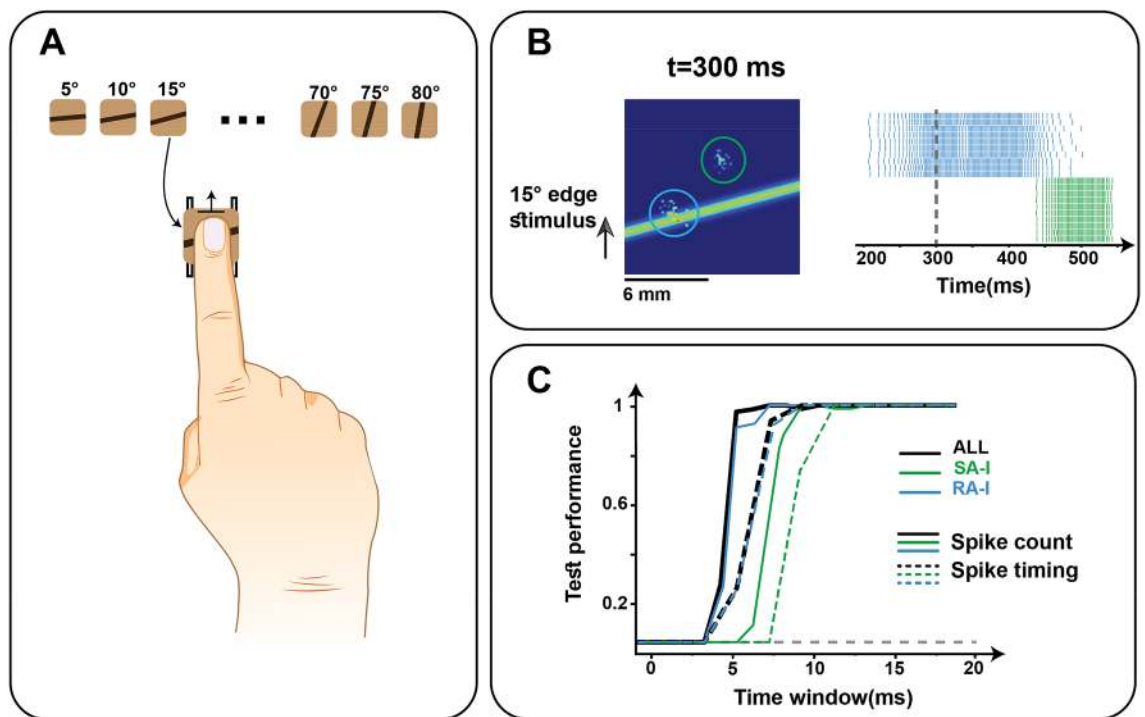 A
5° 10° 15° ... 70° 75° 80°
B
t=300 ms
15° edge
stimulus
6 mm
200 300 400 500
Time(ms)
C
1
0.6
0.2
Test performance
ALL
SA-I
RA-I
Spike count
Spike timing
0 5 10 15 20
Time window(ms)